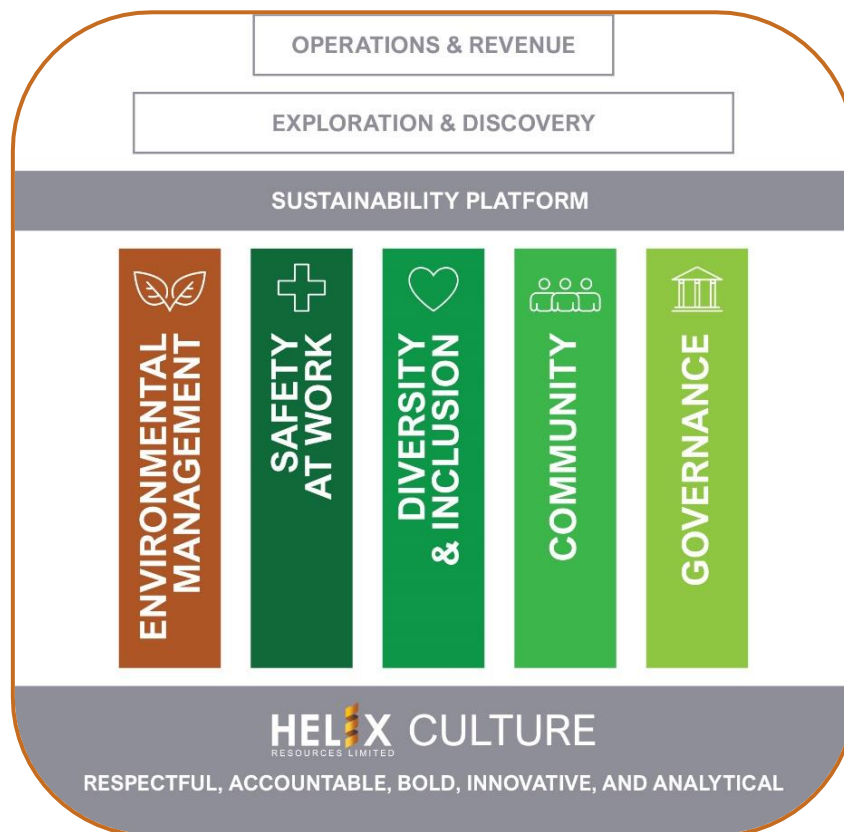 OPERATIONS & REVENUE
EXPLORATION & DISCOVERY
SUSTAINABILITY PLATFORM
ENVIRONMENTAL
MANAGEMENT
SAFETY
AT WORK
DIVERSITY
& INCLUSION
COMMUNITY
GOVERNANCE
HELIX CULTURE
RESOURCES LIMITED
RESPECTFUL, ACCOUNTABLE, BOLD, INNOVATIVE, AND ANALYTICAL